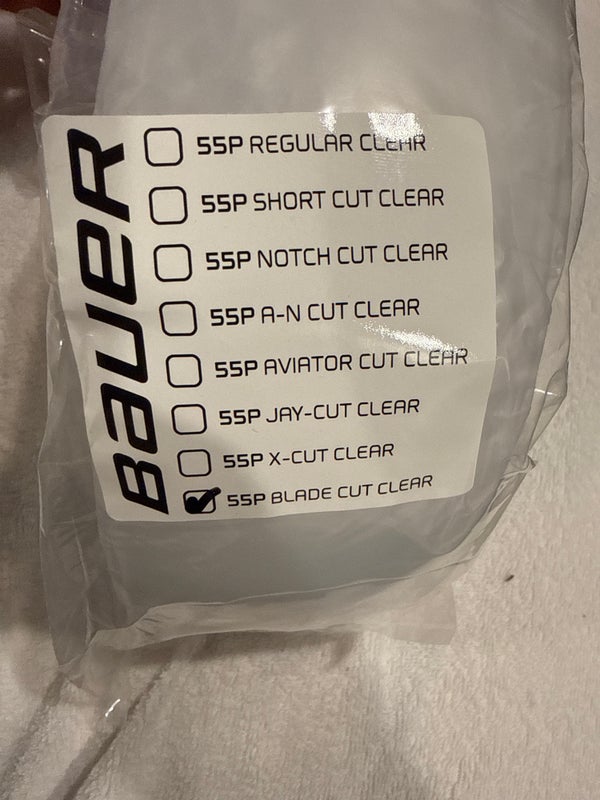 BAUER
55P REGULAR CLEAR
55P SHORT CUT CLEAR
55P NOTCH CUT CLEAR
55P A-N CUT CLEAR
55P AVIATOR CUT CLEAR
55P JAY-CUT CLEAR
55P X-CUT CLEAR
55P BLADE CUT CLEAR